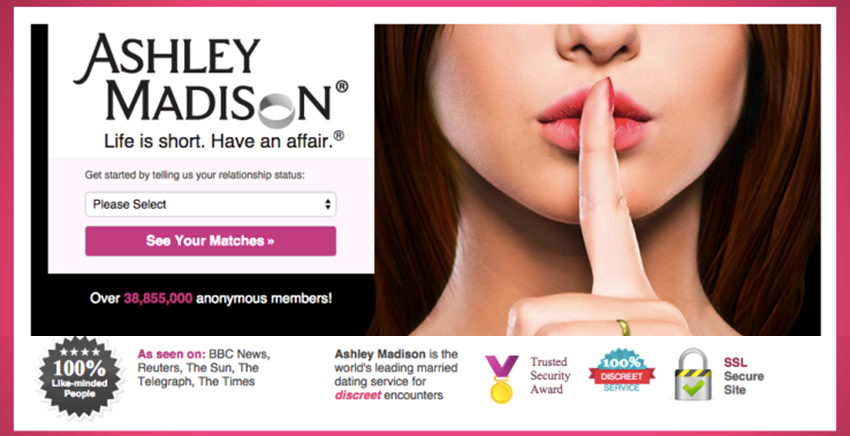 ASHLEY
MADISON®
Life is short. Have an affair.®
Get started by telling us your relationship status:
Please Select
See Your Matches »
Over 38,855,000 anonymous members!
100%
Like-minded
People
As seen on: BBC News,
Reuters, The Sun, The
Telegraph, The Times
Ashley Madison is the
world's leading married
dating service for
discreet encounters
Trusted
Security
Award
100%
DISCREET
SERVICE
SSL
Secure
Site